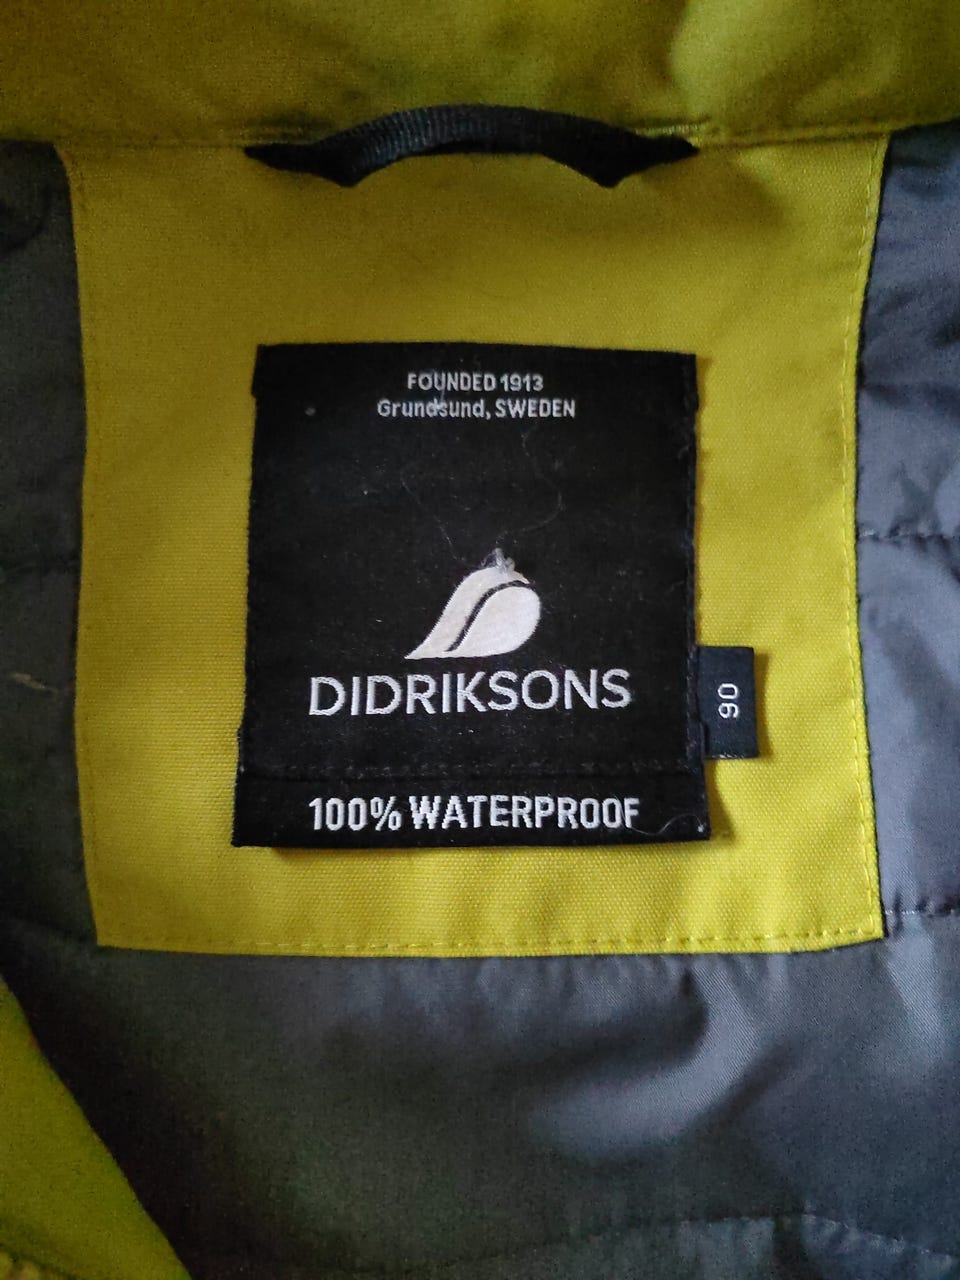 FOUNDED 1913
Grundsund, SWEDEN
DIDRIKSONS
90
100% WATERPROOF